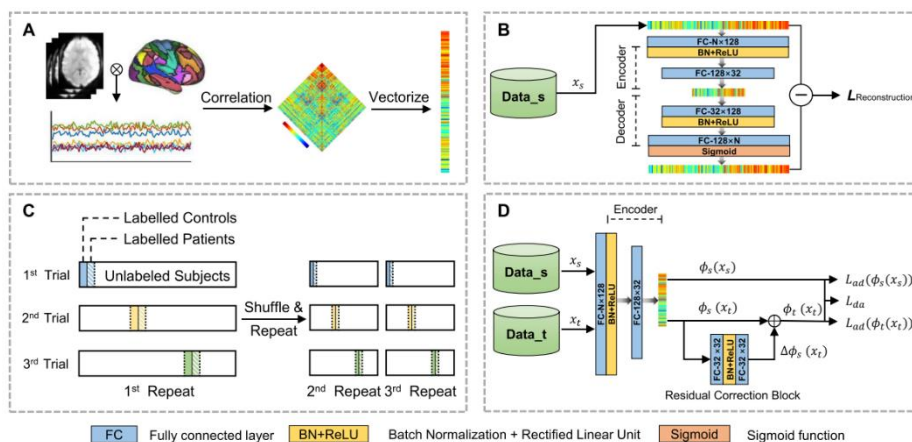 A
Correlation
Vectorize
B
Data_s
x_s
FC-N×128
BN+ReLU
FC-128×32
FC-32×128
BN+ReLU
FC-128×N
Sigmoid
Encoder
Decoder
L_Reconstruction
C
Labelled Controls
Labelled Patients
1st Trial
Unlabeled Subjects
2nd Trial
Shuffle &
Repeat
3rd Trial
1st Repeat
2nd Repeat
3rd Repeat
D
Encoder
Data_s
x_s
Data_t
x_t
FC-N×128
BN+ReLU
FC-128×32
ϕ_s(x_s)
L_ad(ϕ_s(x_s))
L_da
ϕ_s(x_t)
ϕ_t(x_t)
L_ad(ϕ_t(x_t))
FC-32×32
BN+ReLU
FC-32×32
Δϕ_s(x_t)
Residual Correction Block
FC Fully connected layer BN+ReLU Batch Normalization + Rectified Linear Unit Sigmoid Sigmoid function